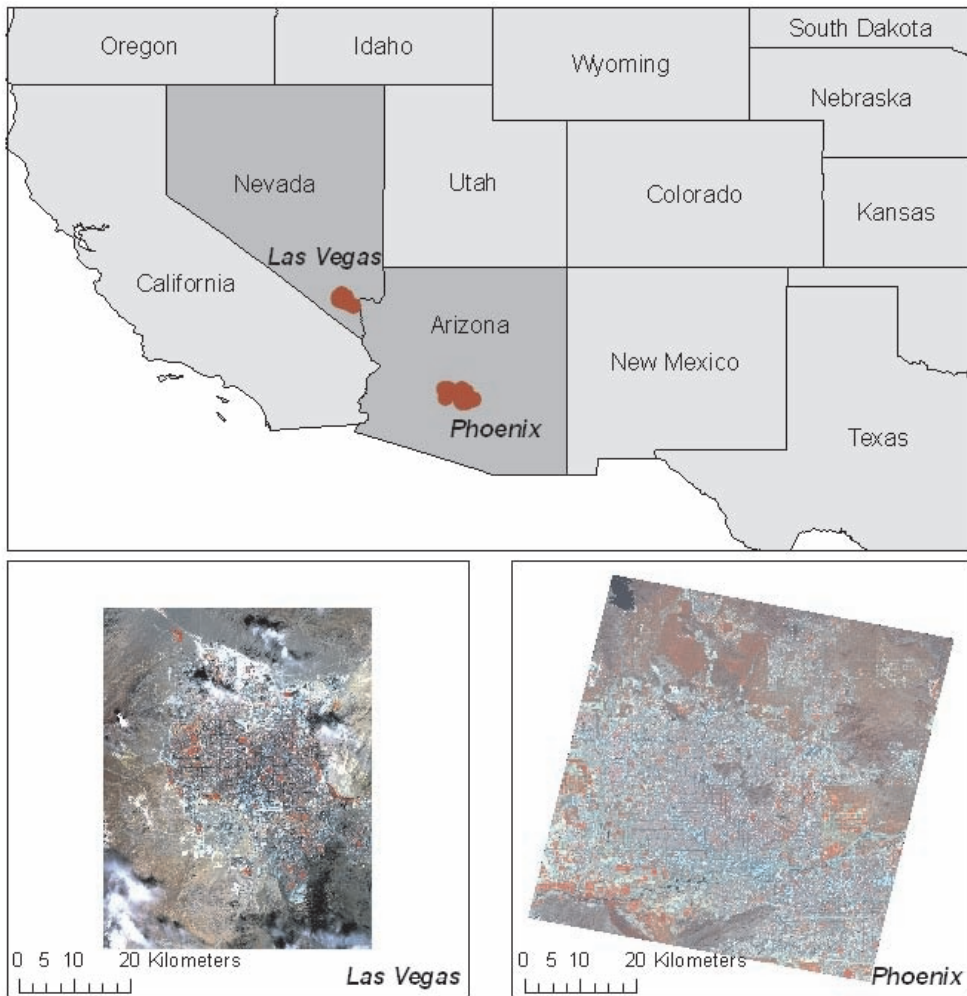 Oregon
Idaho
Wyoming
South Dakota
Nebraska
Nevada
Utah
Colorado
Kansas
Las Vegas
California
Arizona
New Mexico
Phoenix
Texas
0 5 10 20 Kilometers
Las Vegas
0 5 10 20 Kilometers
Phoenix